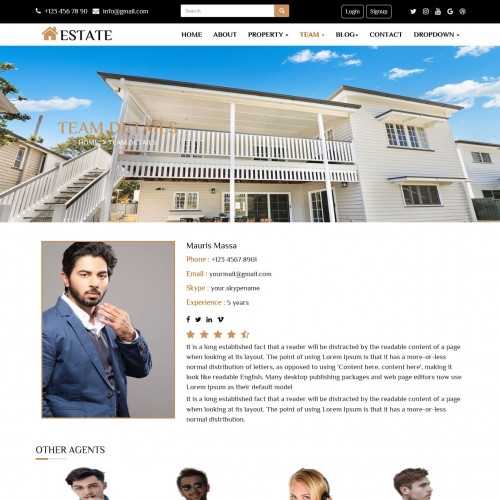 +123 456 78 90 info@gmail.com Search Login Signup
ESTATE HOME ABOUT PROPERTY TEAM BLOG CONTACT DROPDOWN
TEAM DETAILS
HOME > TEAM DETAILS
Mauris Massa
Phone : +123 4567 8901
Email : yourmail@gmail.com
Skype : your.skypename
Experience : 5 years
It is a long established fact that a reader will be distracted by the readable content of a page
when looking at its layout. The point of using Lorem Ipsum is that it has a more-or-less
normal distribution of letters, as opposed to using 'Content here, content here', making it
look like readable English. Many desktop publishing packages and web page editors now use
Lorem Ipsum as their default model
It is a long established fact that a reader will be distracted by the readable content of a page
when looking at its layout. The point of using Lorem Ipsum is that it has a more-or-less
normal distribution.
OTHER AGENTS